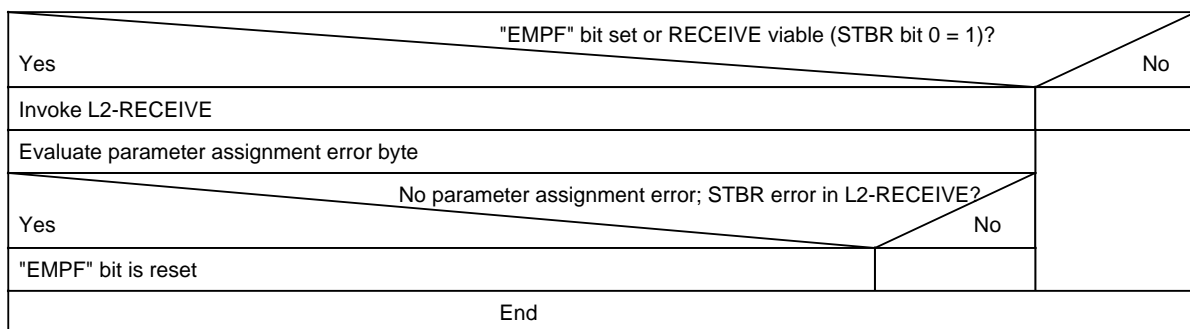 "EMPF" bit set or RECEIVE viable (STBR bit 0 = 1)?
Yes
No
Invoke L2-RECEIVE
Evaluate parameter assignment error byte
No parameter assignment error; STBR error in L2-RECEIVE?
Yes
No
"EMPF" bit is reset
End